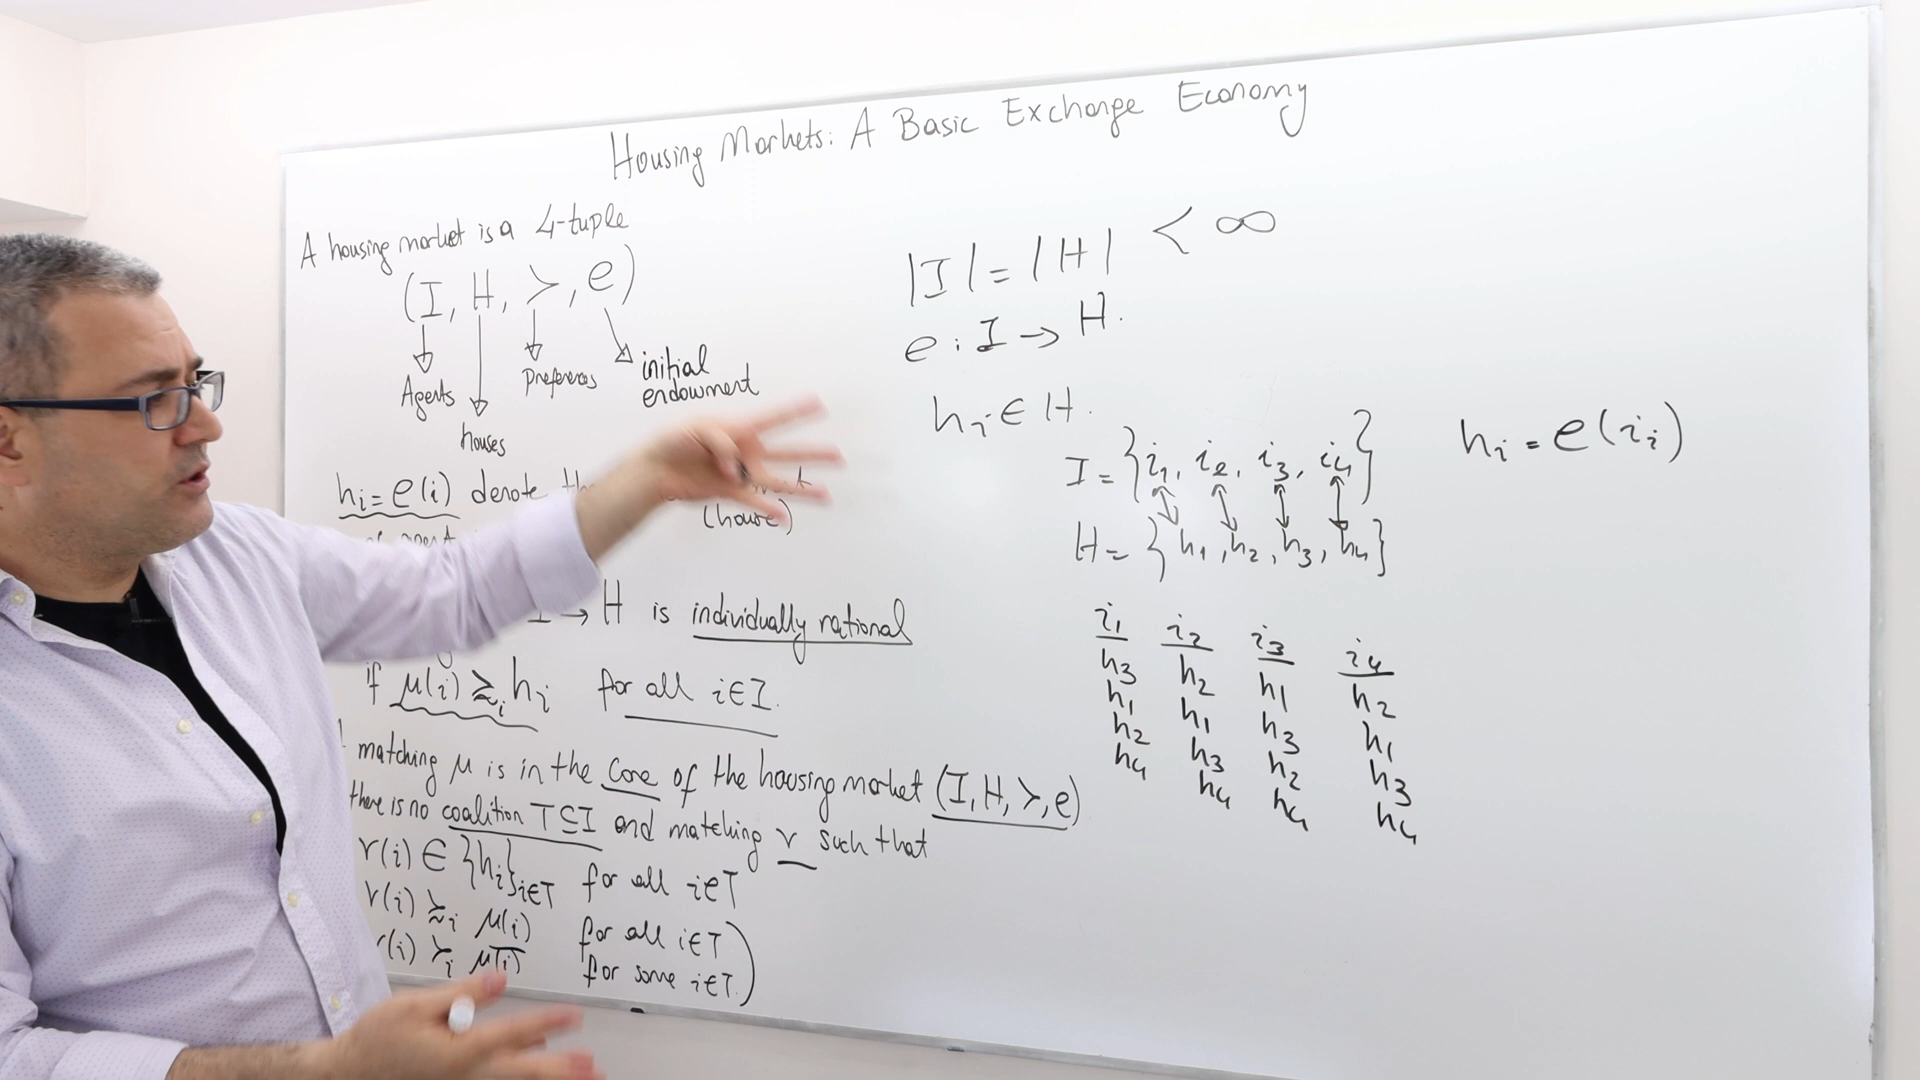 Housing Markets: A Basic Exchange Economy
A housing market is a 4-tuple
(I, H, ≻, e)
Agents
houses
Preferences
initial endowment
h_i = e(i) denote
(house)
I → H is individually rational
if μ(i) ≿_i h_i for all i∈I.
matching μ is in the core of the housing market (I, H, ≻, e)
there is no coalition T⊆I and matching ν such that
ν(i) ∈ {h_i}_{i∈T} for all i∈T
ν(i) ≿_i μ(i) for all i∈T
(i) ≻_i μ(i) for some i∈T.)
|I| = |H| < ∞
e : I → H.
h_i ∈ H.
I = {i_1, i_2, i_3, i_4}
H = {h_1, h_2, h_3, h_4}
h_i = e(i_i)
i_1 i_2 i_3 i_4
h_3 h_2 h_1 h_2
h_1 h_1 h_3 h_1
h_2 h_3 h_2 h_3
h_4 h_4 h_4 h_4